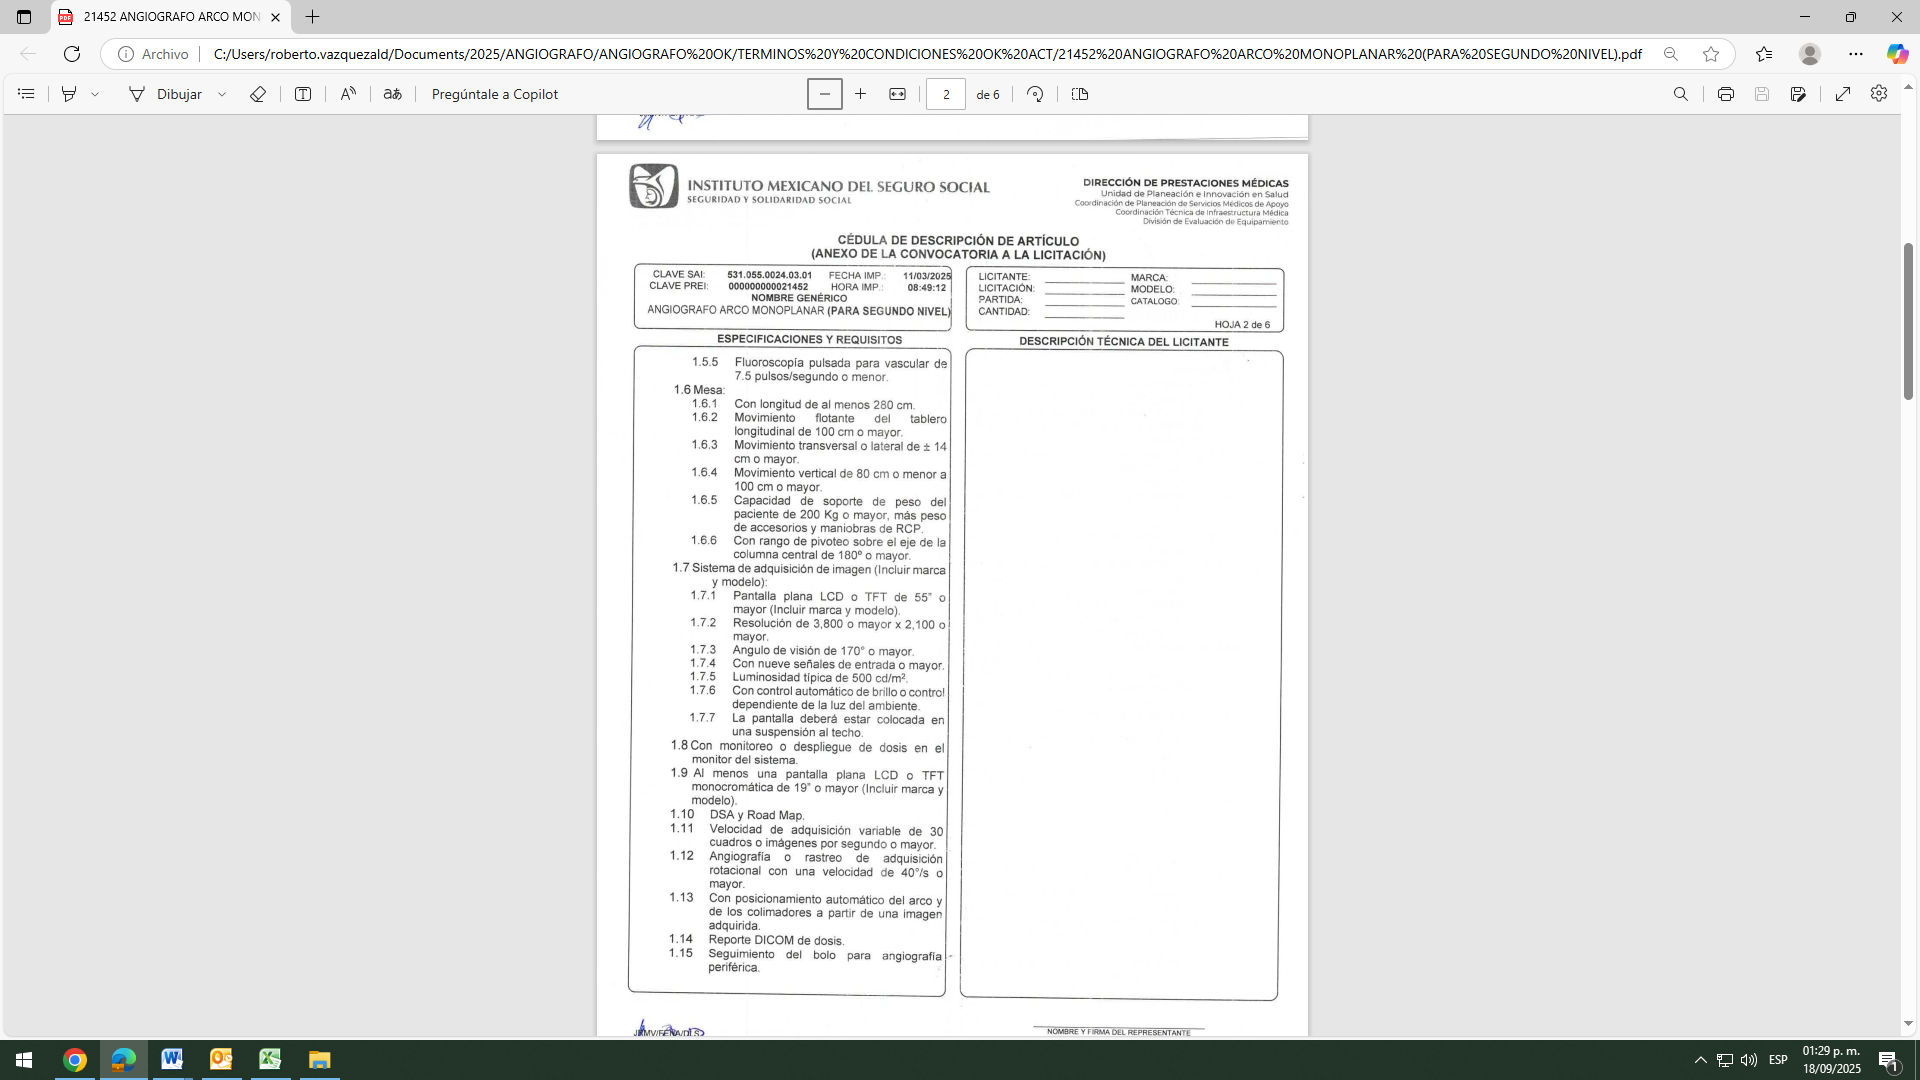 21452 ANGIOGRAFO ARCO MON
Archivo
C:/Users/roberto.vazquezald/Documents/2025/ANGIOGRAFO/ANGIOGRAFO%20OK/TERMINOS%20Y%20CONDICIONES%20OK%20ACT/21452%20ANGIOGRAFO%20ARCO%20MONOPLANAR%20(PARA%20SEGUNDO%20NIVEL).pdf
Dibujar
Pregúntale a Copilot
2
de 6
INSTITUTO MEXICANO DEL SEGURO SOCIAL
SEGURIDAD Y SOLIDARIDAD SOCIAL
DIRECCIÓN DE PRESTACIONES MÉDICAS
Unidad de Planeación e Innovación en Salud
Coordinación de Planeación de Servicios Médicos de Apoyo
Coordinación Técnica de Infraestructura Médica
División de Evaluación de Equipamiento
CÉDULA DE DESCRIPCIÓN DE ARTÍCULO
(ANEXO DE LA CONVOCATORIA A LA LICITACIÓN)
CLAVE SAI: 531.055.0024.03.01 FECHA IMP.: 11/03/2025
CLAVE PREI: 000000000021452 HORA IMP.: 08:49:12
NOMBRE GENÉRICO
ANGIOGRAFO ARCO MONOPLANAR (PARA SEGUNDO NIVEL)
LICITANTE: MARCA:
LICITACIÓN: MODELO:
PARTIDA: CATALOGO:
CANTIDAD:
HOJA 2 de 6
ESPECIFICACIONES Y REQUISITOS
DESCRIPCIÓN TÉCNICA DEL LICITANTE
1.5.5 Fluoroscopía pulsada para vascular de
7.5 pulsos/segundo o menor.
1.6 Mesa:
1.6.1 Con longitud de al menos 280 cm.
1.6.2 Movimiento flotante del tablero
longitudinal de 100 cm o mayor.
1.6.3 Movimiento transversal o lateral de ± 14
cm o mayor.
1.6.4 Movimiento vertical de 80 cm o menor a
100 cm o mayor.
1.6.5 Capacidad de soporte de peso del
paciente de 200 Kg o mayor, más peso
de accesorios y maniobras de RCP.
1.6.6 Con rango de pivoteo sobre el eje de la
columna central de 180º o mayor.
1.7 Sistema de adquisición de imagen (Incluir marca
y modelo):
1.7.1 Pantalla plana LCD o TFT de 55" o
mayor (Incluir marca y modelo).
1.7.2 Resolución de 3,800 o mayor x 2,100 o
mayor.
1.7.3 Angulo de visión de 170° o mayor.
1.7.4 Con nueve señales de entrada o mayor.
1.7.5 Luminosidad típica de 500 cd/m².
1.7.6 Con control automático de brillo o control
dependiente de la luz del ambiente.
1.7.7 La pantalla deberá estar colocada en
una suspensión al techo.
1.8 Con monitoreo o despliegue de dosis en el
monitor del sistema.
1.9 Al menos una pantalla plana LCD o TFT
monocromática de 19" o mayor (Incluir marca y
modelo).
1.10 DSA y Road Map.
1.11 Velocidad de adquisición variable de 30
cuadros o imágenes por segundo o mayor.
1.12 Angiografía o rastreo de adquisición
rotacional con una velocidad de 40°/s o
mayor.
1.13 Con posicionamiento automático del arco y
de los colimadores a partir de una imagen
adquirida.
1.14 Reporte DICOM de dosis.
1.15 Seguimiento del bolo para angiografía
periférica.
NOMBRE Y FIRMA DEL REPRESENTANTE
ESP
01:29 p. m.
18/09/2025
1